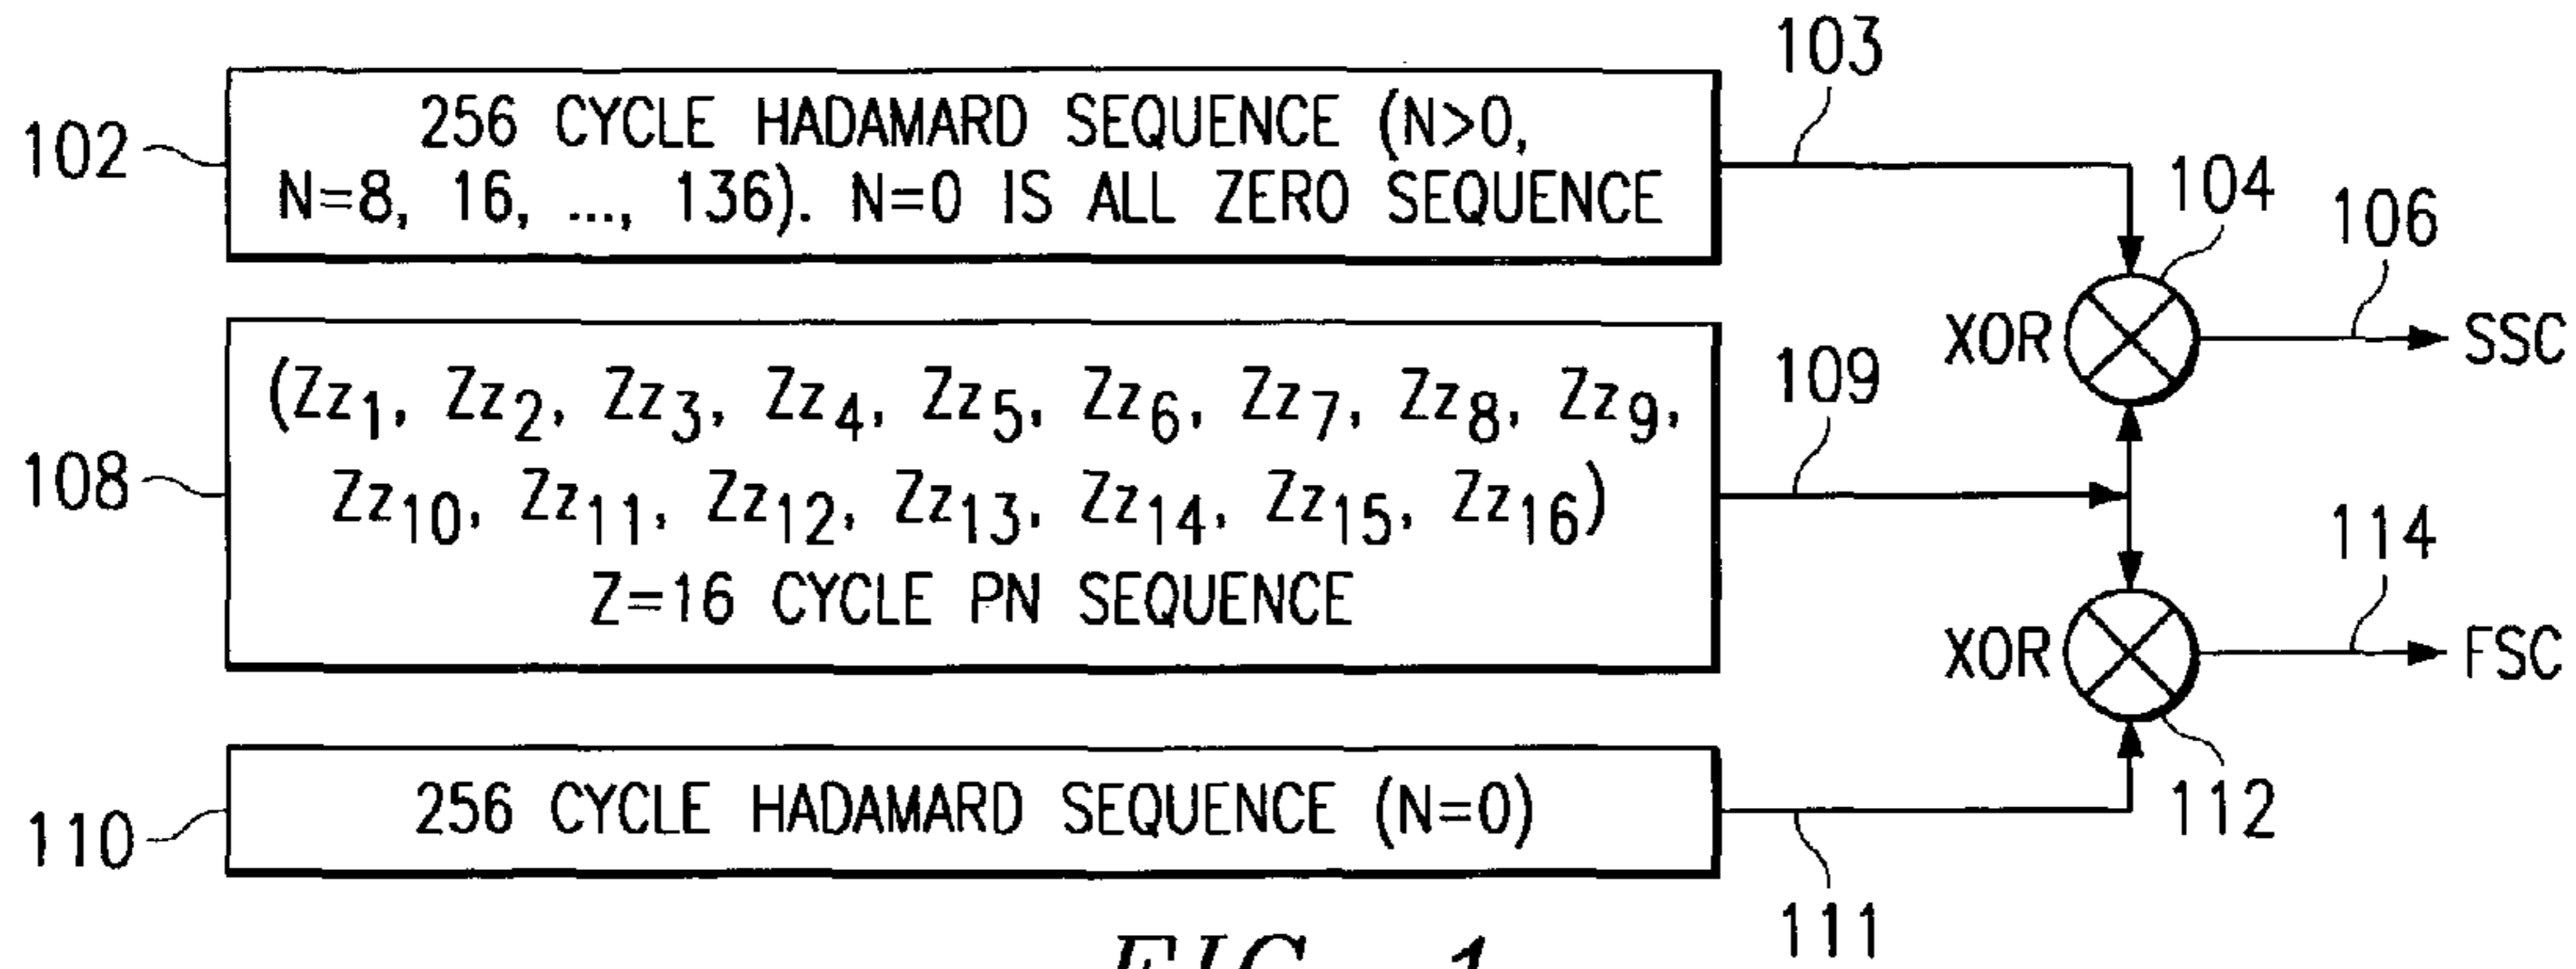 103
256 CYCLE HADAMARD SEQUENCE (N>0,
N=8, 16, ..., 136). N=0 IS ALL ZERO SEQUENCE
102
104
106
XOR
SSC
(Zz1, Zz2, Zz3, Zz4, Zz5, Zz6, Zz7, Zz8, Zz9,
Zz10, Zz11, Zz12, Zz13, Zz14, Zz15, Zz16)
Z=16 CYCLE PN SEQUENCE
108
109
114
XOR
FSC
256 CYCLE HADAMARD SEQUENCE (N=0)
110
112
111
FIG. 1